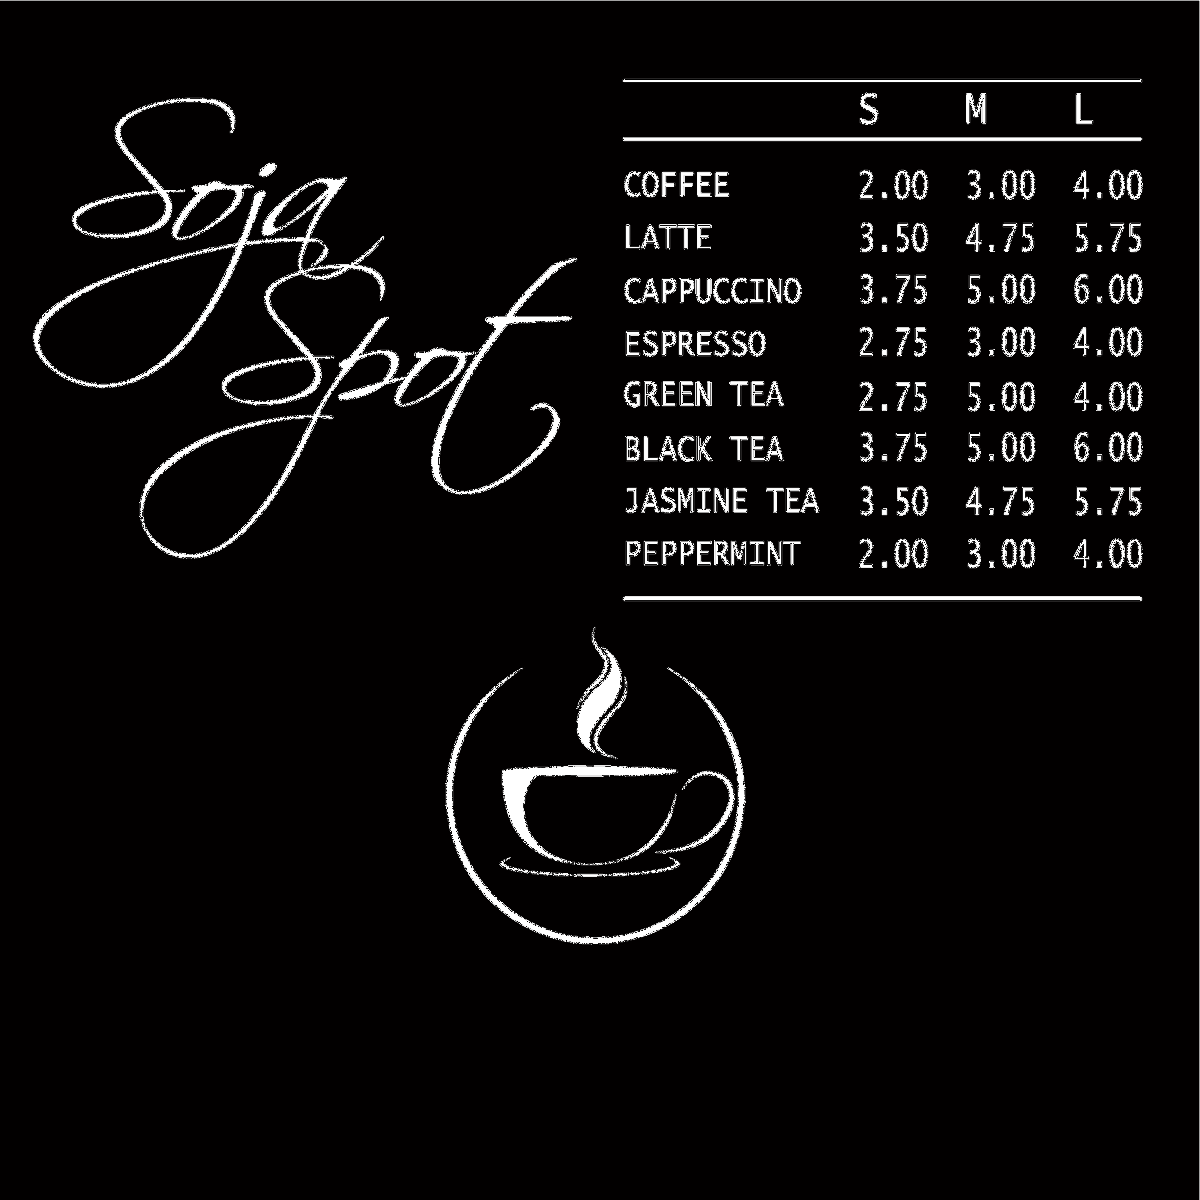 Soja
Spot
S M L
COFFEE 2.00 3.00 4.00
LATTE 3.50 4.75 5.75
CAPPUCCINO 3.75 5.00 6.00
ESPRESSO 2.75 3.00 4.00
GREEN TEA 2.75 5.00 4.00
BLACK TEA 3.75 5.00 6.00
JASMINE TEA 3.50 4.75 5.75
PEPPERMINT 2.00 3.00 4.00